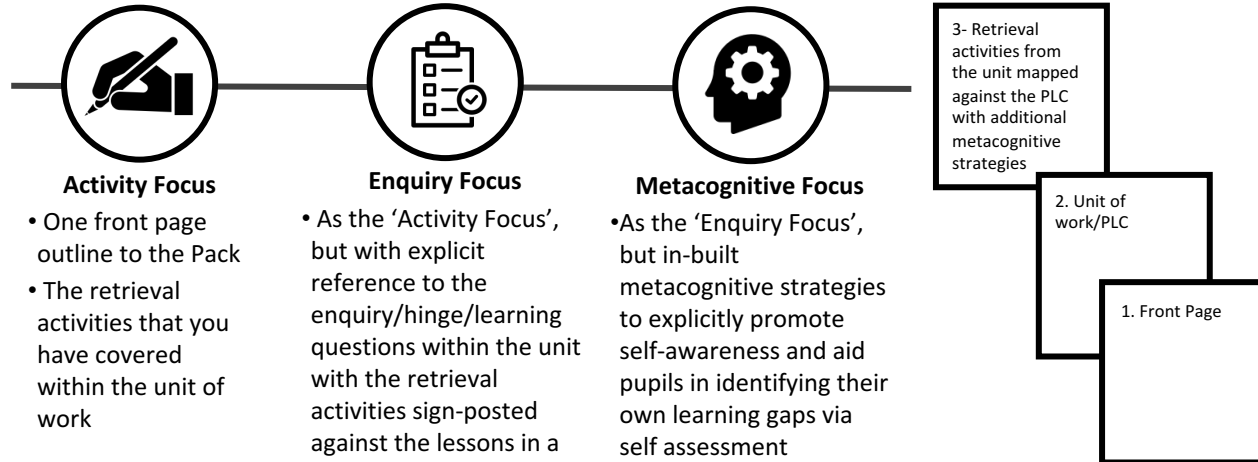 Activity Focus
• One front page
outline to the Pack
• The retrieval
activities that you
have covered
within the unit of
work
Enquiry Focus
• As the ‘Activity Focus’,
but with explicit
reference to the
enquiry/hinge/learning
questions within the unit
with the retrieval
activities sign-posted
against the lessons in a
Metacognitive Focus
•As the ‘Enquiry Focus’,
but in-built
metacognitive strategies
to explicitly promote
self-awareness and aid
pupils in identifying their
own learning gaps via
self assessment
3- Retrieval
activities from
the unit mapped
against the PLC
with additional
metacognitive
strategies
2. Unit of
work/PLC
1. Front Page